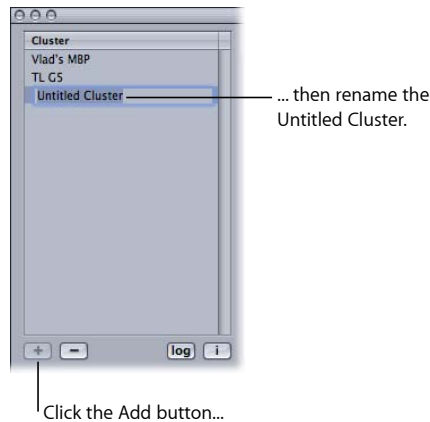 Cluster
Vlad's MBP
TL G5
Untitled Cluster
... then rename the
Untitled Cluster.
+ – log i
Click the Add button...